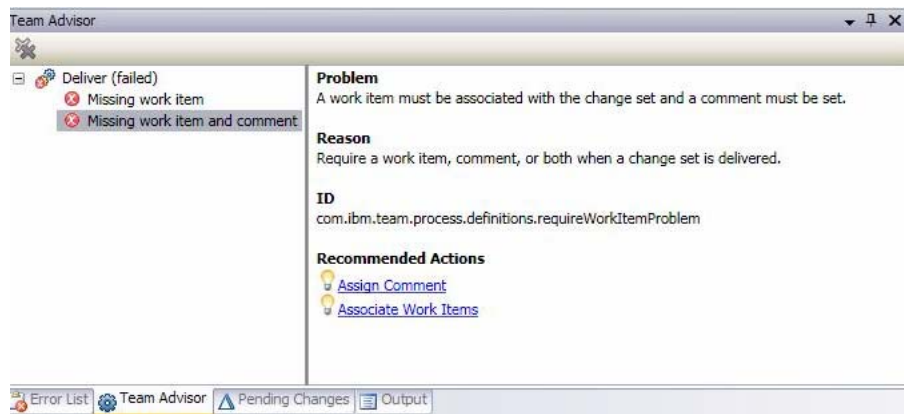 Team Advisor
Deliver (failed)
Missing work item
Missing work item and comment
Problem
A work item must be associated with the change set and a comment must be set.
Reason
Require a work item, comment, or both when a change set is delivered.
ID
com.ibm.team.process.definitions.requireWorkItemProblem
Recommended Actions
Assign Comment
Associate Work Items
Error List Team Advisor Pending Changes Output